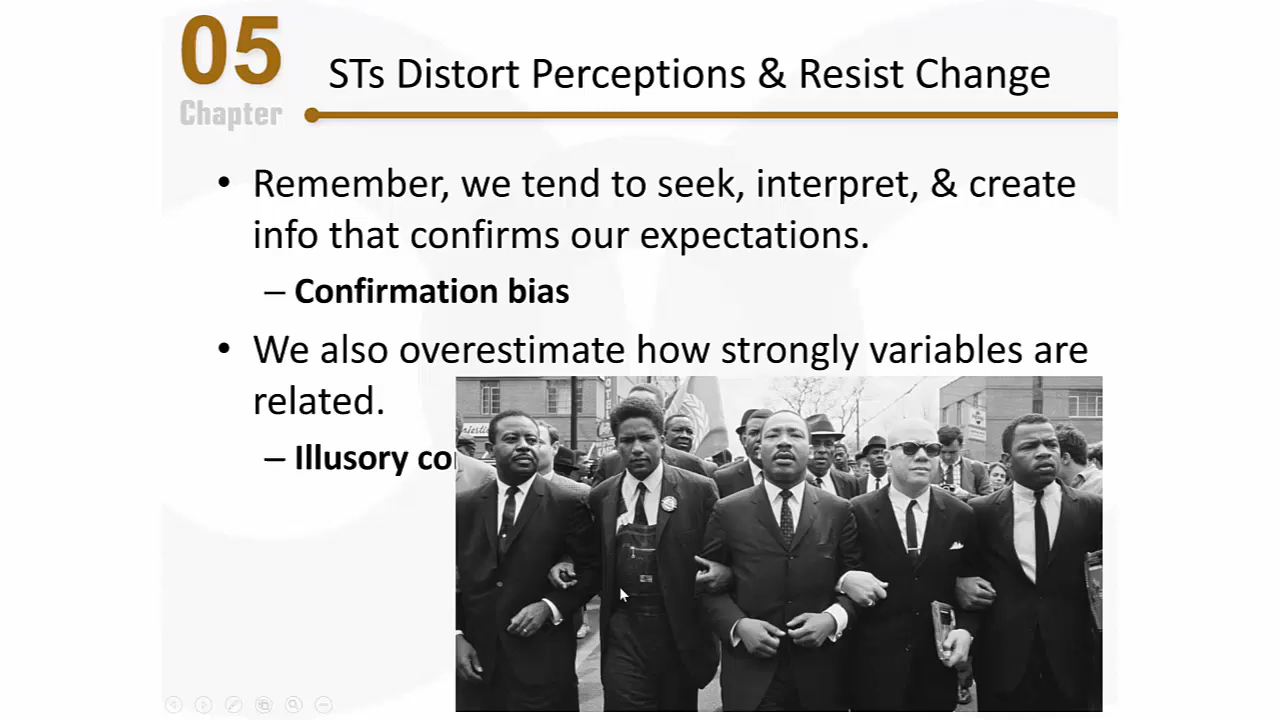 05
Chapter
STs Distort Perceptions & Resist Change
• Remember, we tend to seek, interpret, & create
info that confirms our expectations.
– Confirmation bias
• We also overestimate how strongly variables are
related.
– Illusory co